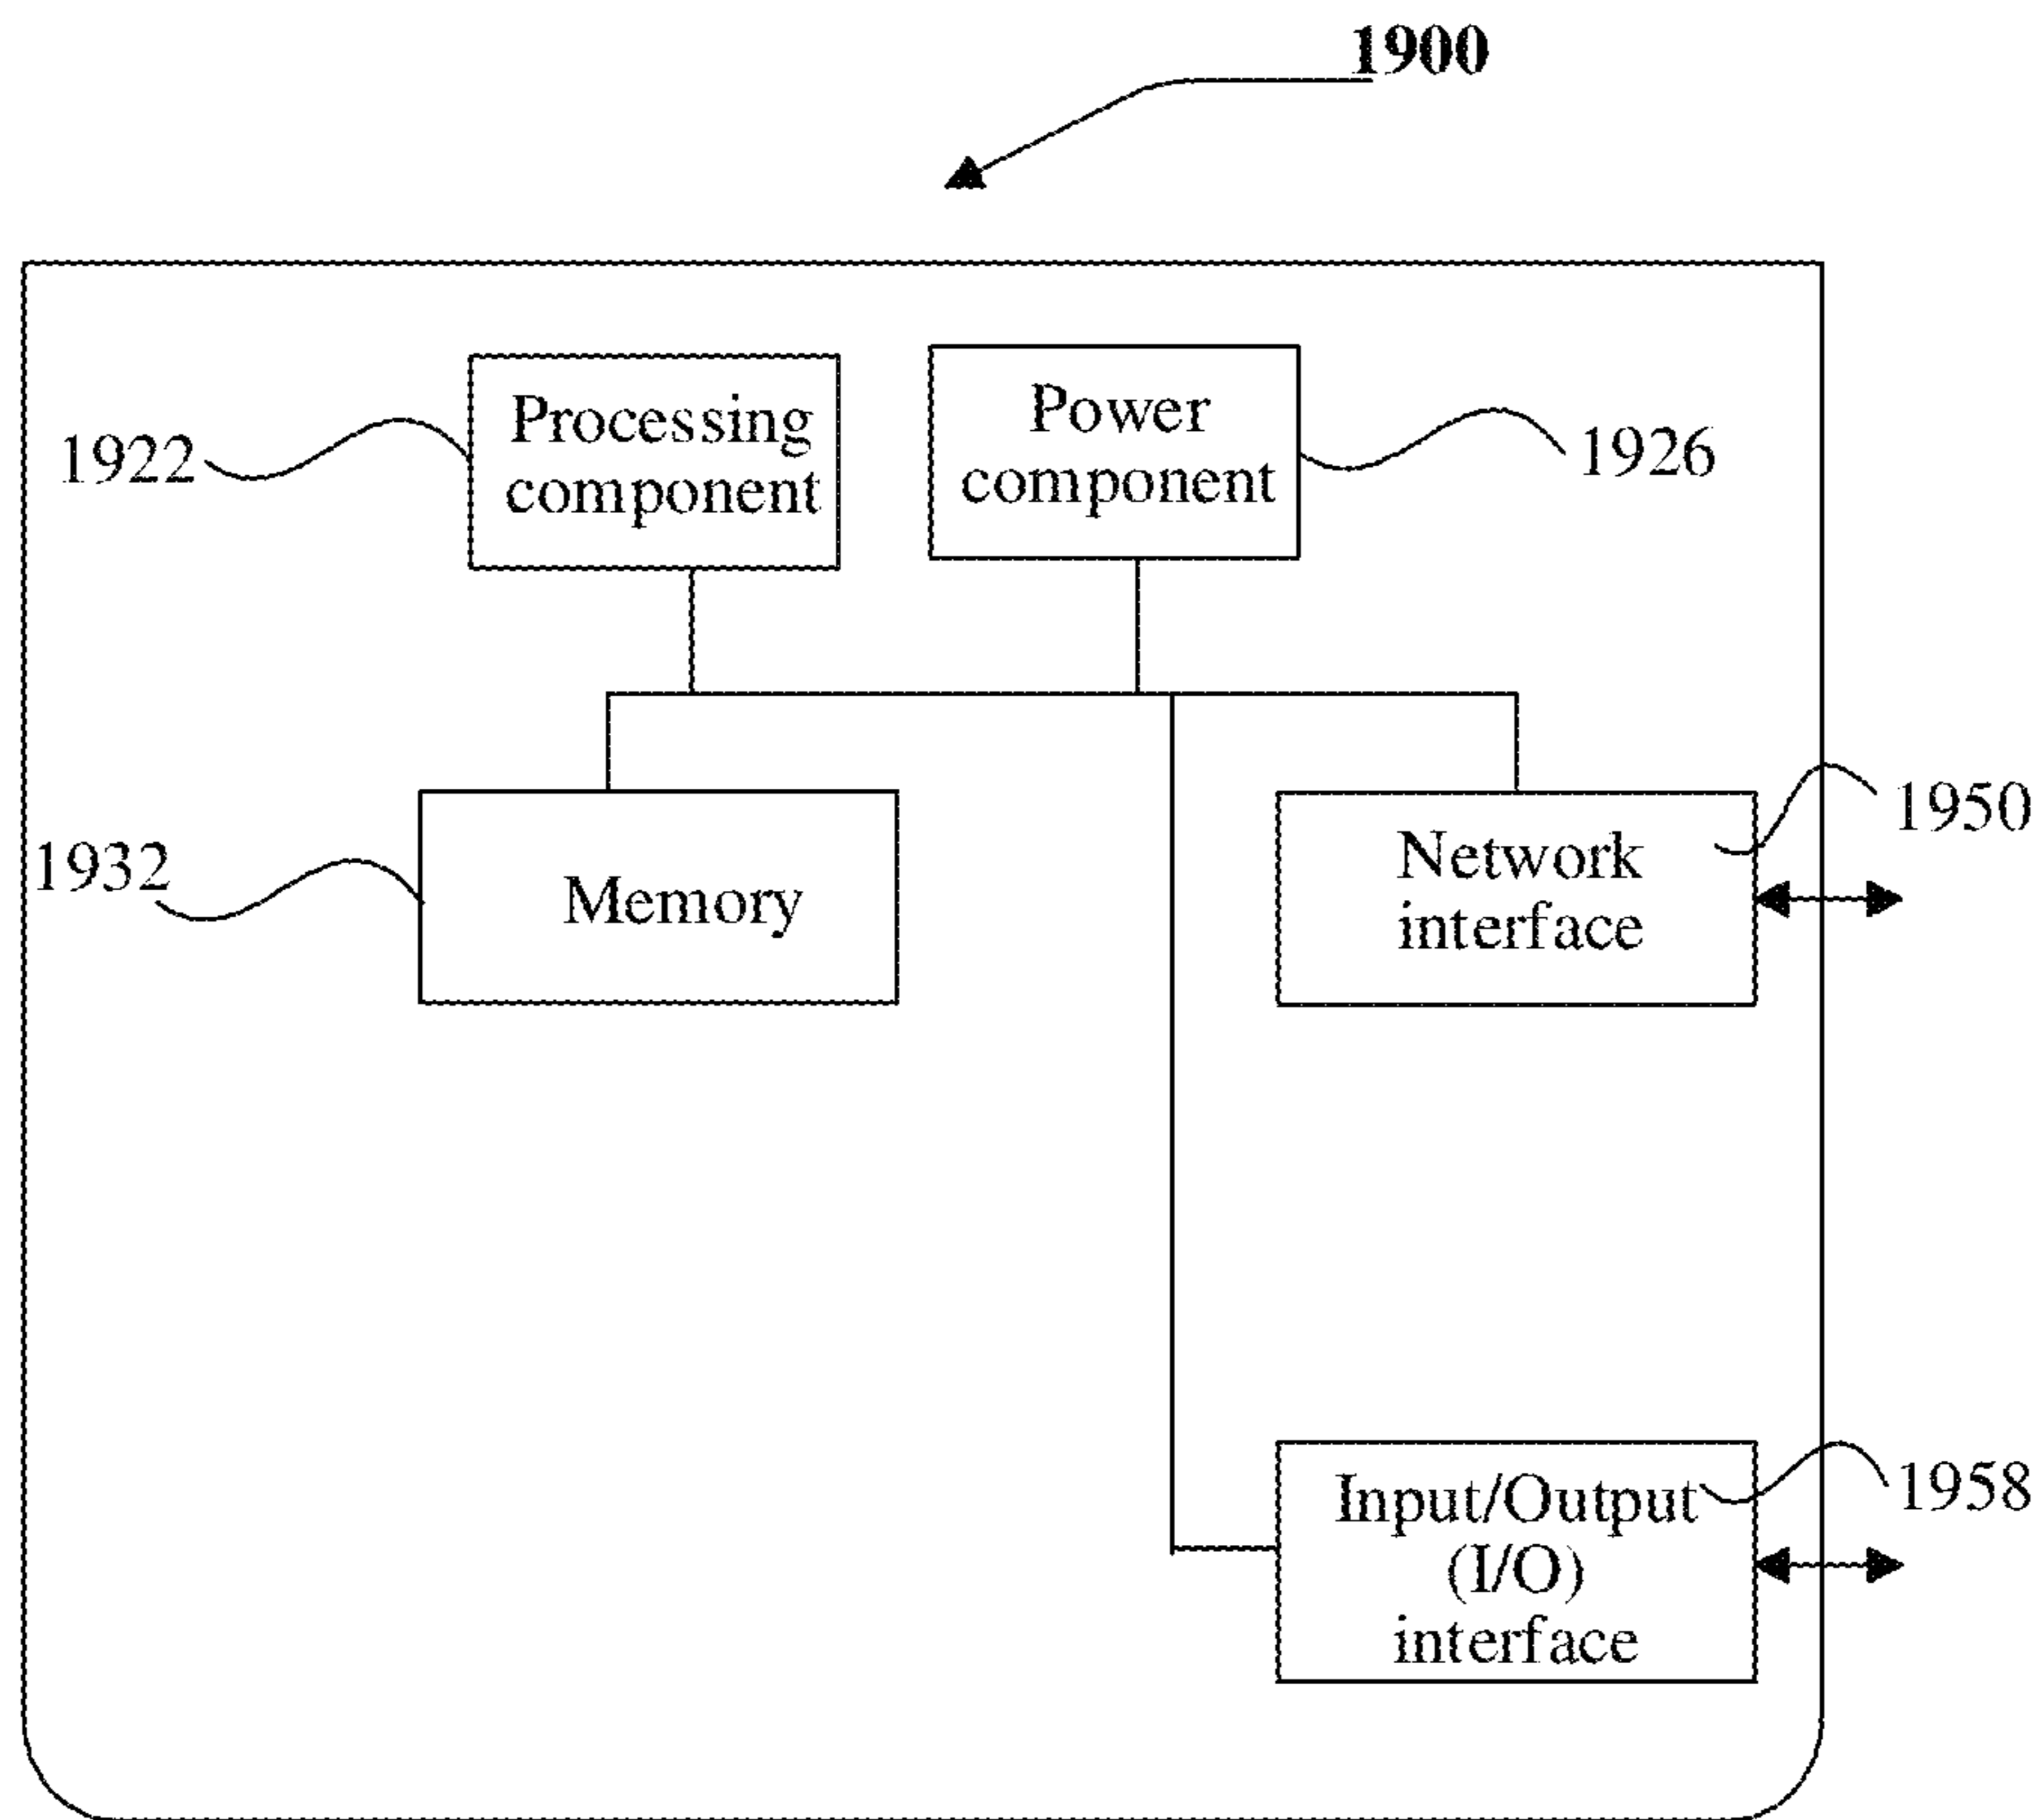 1900
Processing
component
Power
component
1922
1926
1932
Memory
Network
interface
1950
Input/Output
(I/O)
interface
1958